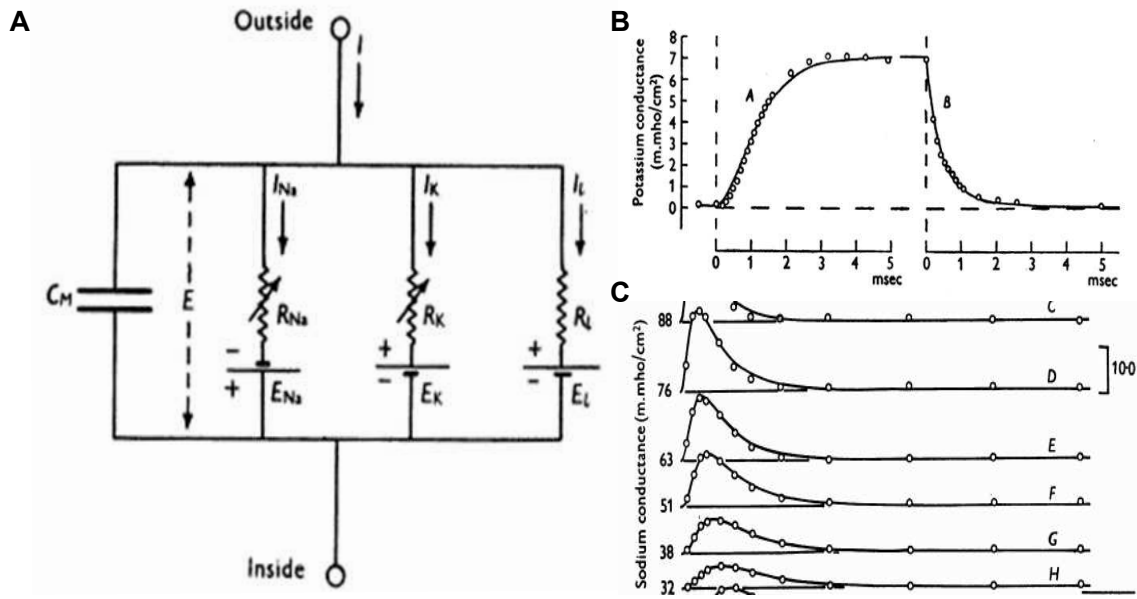 A
Outside
I
I_Na
I_K
I_l
C_M
E
R_Na
R_K
R_l
-
+
+
-
+
-
E_Na
E_K
E_l
Inside
B
Potassium conductance
(m.mho/cm²)
8
7
6
5
4
3
2
1
0
A
B
0 1 2 3 4 5
msec
0 1 2 3 4 5
msec
C
Sodium conductance (m.mho/cm²)
88
C
76
D
10·0
63
E
51
F
38
G
32
H